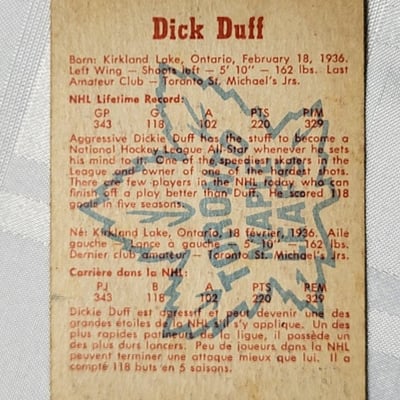 Dick Duff
Born: Kirkland Lake, Ontario, February 18, 1936.
Left Wing — Shoots left - 5' 10" — 162 lbs. Last
Amateur Club — Toronto St. Michael's Jrs.
NHL Lifetime Record:
GP G A PTS PIM
343 118 102 220 329
Aggressive Dickie Duff has the stuff to become a
National Hockey League All-Star whenever he sets
his mind to it. One of the speediest skaters in the
League and owner of one of the harder shots.
There are few players in the NHL today who can
finish off a play better than Duff. He scored 118
goals in five seasons.
Né: Kirkland Lake, Ontario, 18 février, 1936. Ailé
gauche — Lance à gauche — 5' 10" — 162 lbs.
Dernier club amateur — Toronto St. Michael's Jrs.
Carrière dans la NHL:
PJ B A PTS REM
343 118 102 220 329
Dickie Duff est agressif et peut devenir une des
grandes étoiles de la NHL s'il s'y applique. Un des
plus rapides patineurs de la ligue, il possède un
des plus durs lancers. Peu de joueurs dans la NHL
peuvent terminer une attaque mieux que lui. Il a
compté 118 buts en 5 saisons.
TORONTO
MAPLE
LEAFS